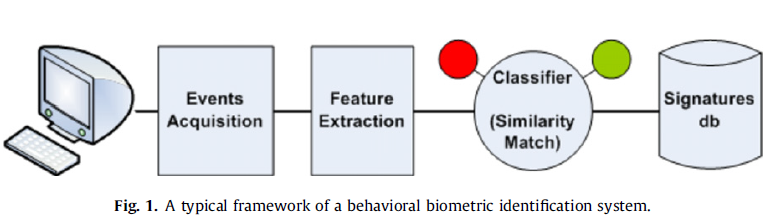 Events
Acquisition
Feature
Extraction
Classifier
(Similarity
Match)
Signatures
db
Fig. 1. A typical framework of a behavioral biometric identification system.